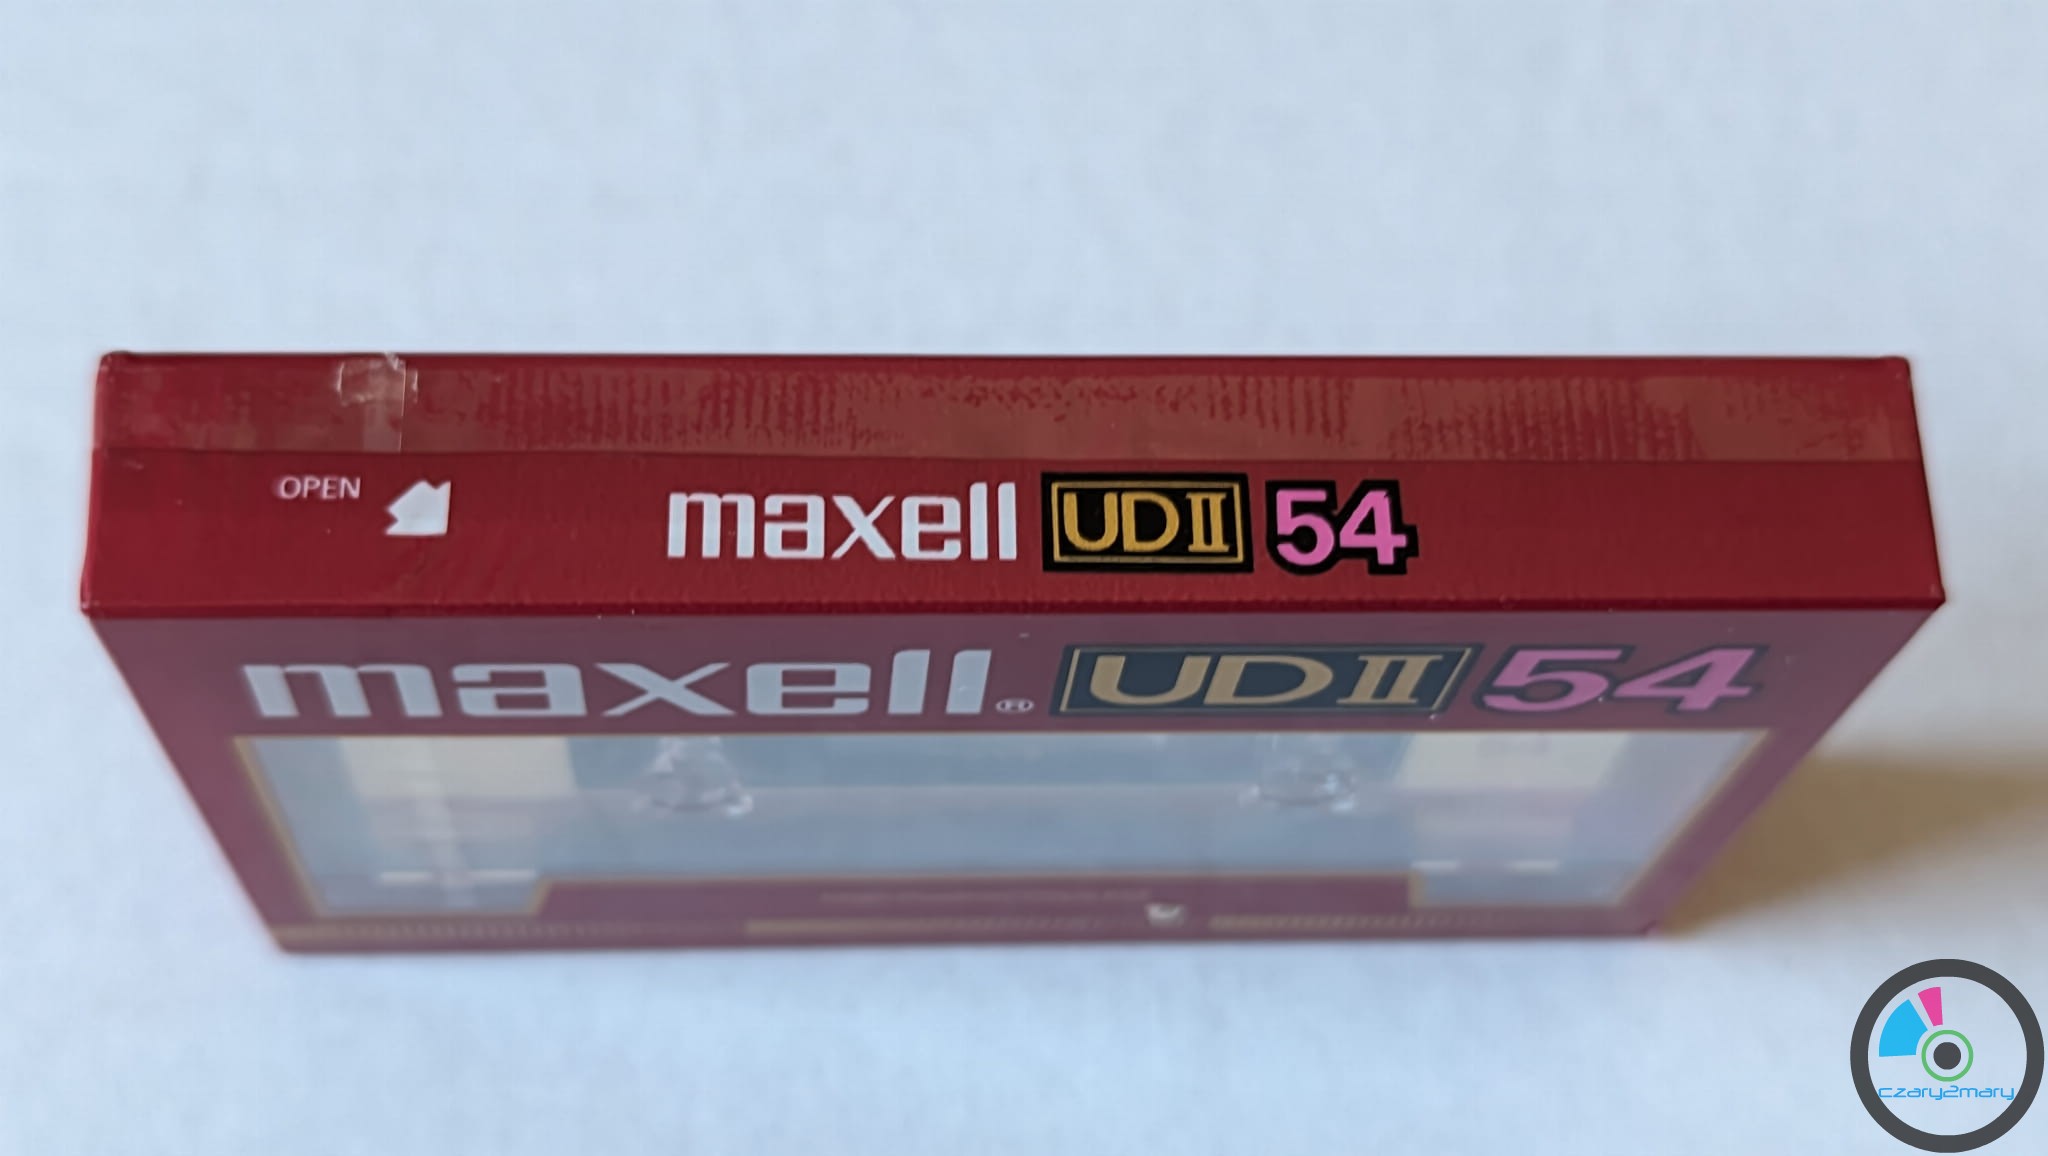 OPEN
maxell UDII 54
maxell® UDII 54
czary2mary